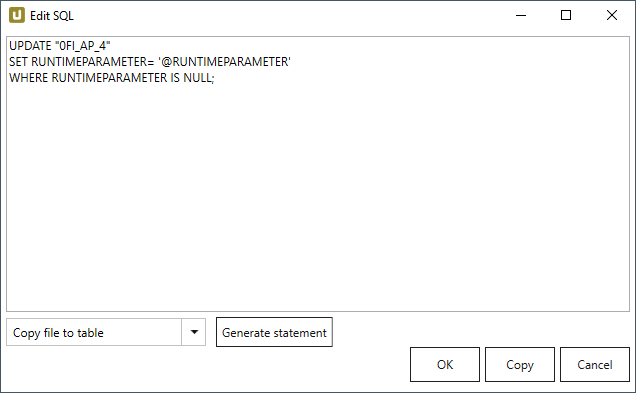 Edit SQL
UPDATE "0FI_AP_4"
SET RUNTIMEPARAMETER= '@RUNTIMEPARAMETER'
WHERE RUNTIMEPARAMETER IS NULL;
Copy file to table
Generate statement
OK
Copy
Cancel